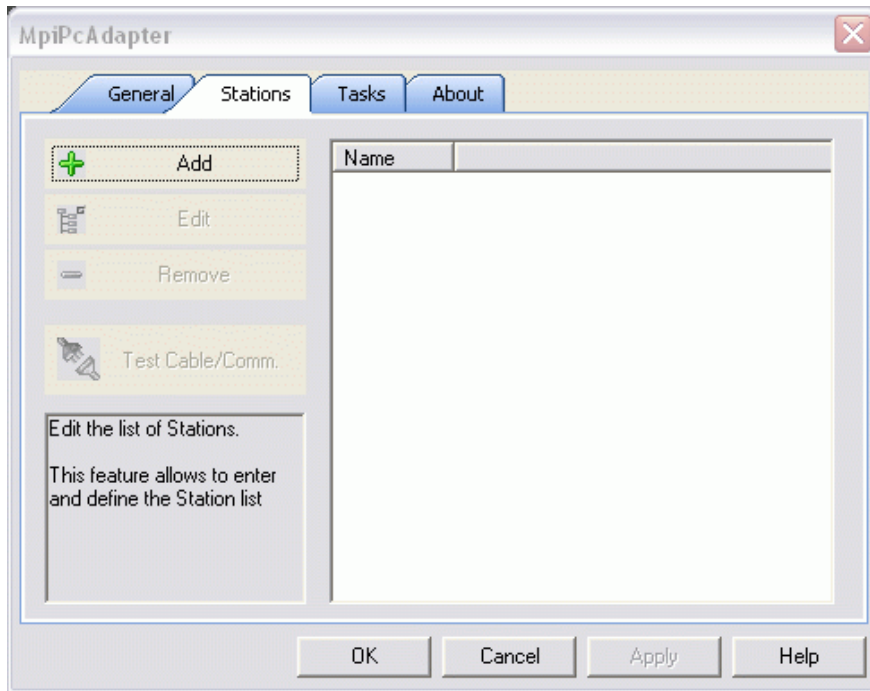 MpiPcAdapter
General Stations Tasks About
Add
Edit
Remove
Test Cable/Comm.
Edit the list of Stations.
This feature allows to enter
and define the Station list
Name
OK Cancel Apply Help